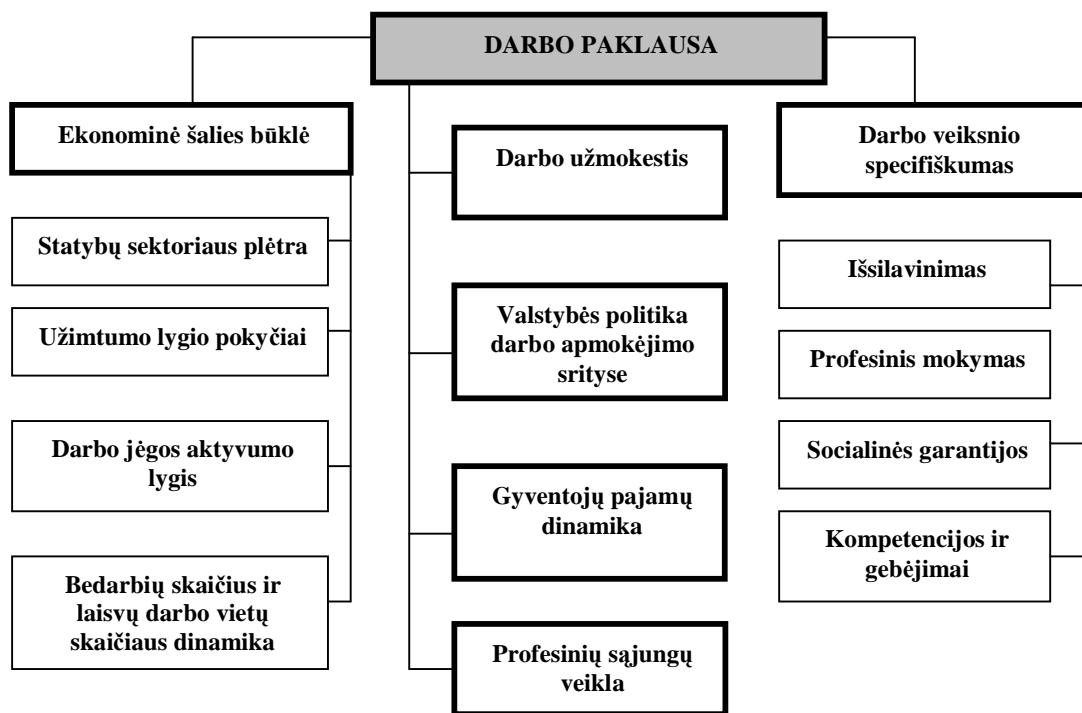 DARBO PAKLAUSA
Ekonominė šalies būklė
Statybų sektoriaus plėtra
Užimtumo lygio pokyčiai
Darbo jėgos aktyvumo
lygis
Bedarbių skaičius ir
laisvų darbo vietų
skaičiaus dinamika
Darbo užmokestis
Valstybės politika
darbo apmokėjimo
srityse
Gyventojų pajamų
dinamika
Profesinių sąjungų
veikla
Darbo veiksnio
specifiškumas
Išsilavinimas
Profesinis mokymas
Socialinės garantijos
Kompetencijos ir
gebėjimai